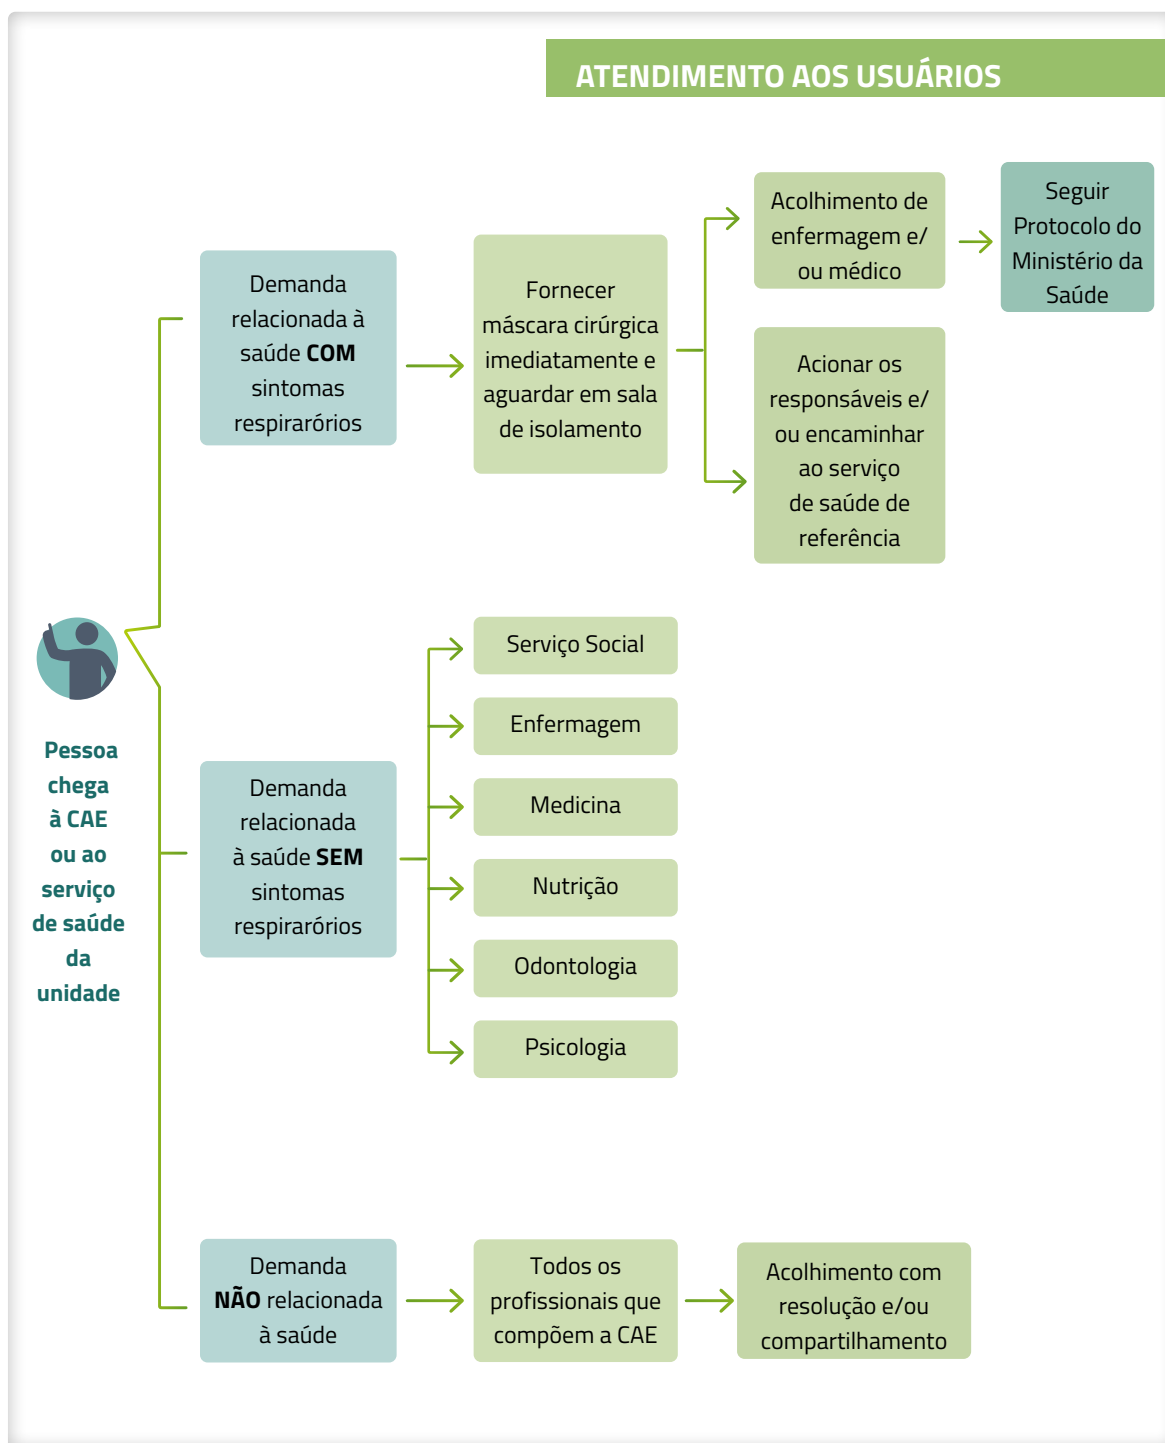 ATENDIMENTO AOS USUÁRIOS
Pessoa
chega
à CAE
ou ao
serviço
de saúde
da
unidade
Demanda
relacionada à
saúde COM
sintomas
respirarórios
Fornecer
máscara cirúrgica
imediatamente e
aguardar em sala
de isolamento
Acolhimento de
enfermagem e/
ou médico
Seguir
Protocolo do
Ministério da
Saúde
Acionar os
responsáveis e/
ou encaminhar
ao serviço
de saúde de
referência
Demanda
relacionada
à saúde SEM
sintomas
respirarórios
Serviço Social
Enfermagem
Medicina
Nutrição
Odontologia
Psicologia
Demanda
NÃO relacionada
à saúde
Todos os
profissionais que
compõem a CAE
Acolhimento com
resolução e/ou
compartilhamento